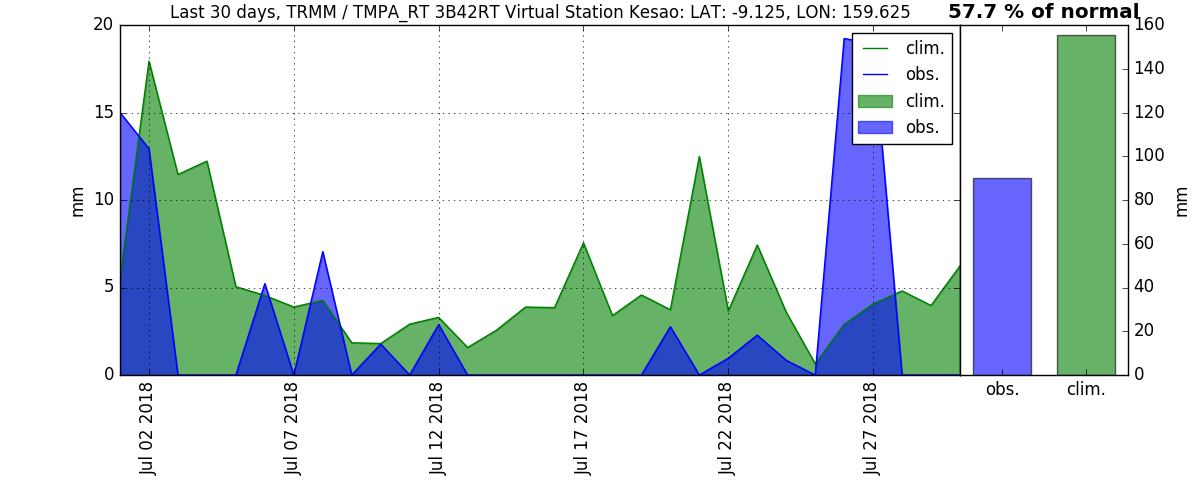 Last 30 days, TRMM / TMPA_RT 3B42RT Virtual Station Kesao: LAT: -9.125, LON: 159.625
57.7 % of normal
20
15
10
5
0
mm
clim.
obs.
clim.
obs.
160
140
120
100
80
60
40
20
0
mm
Jul 02 2018
Jul 07 2018
Jul 12 2018
Jul 17 2018
Jul 22 2018
Jul 27 2018
obs.
clim.